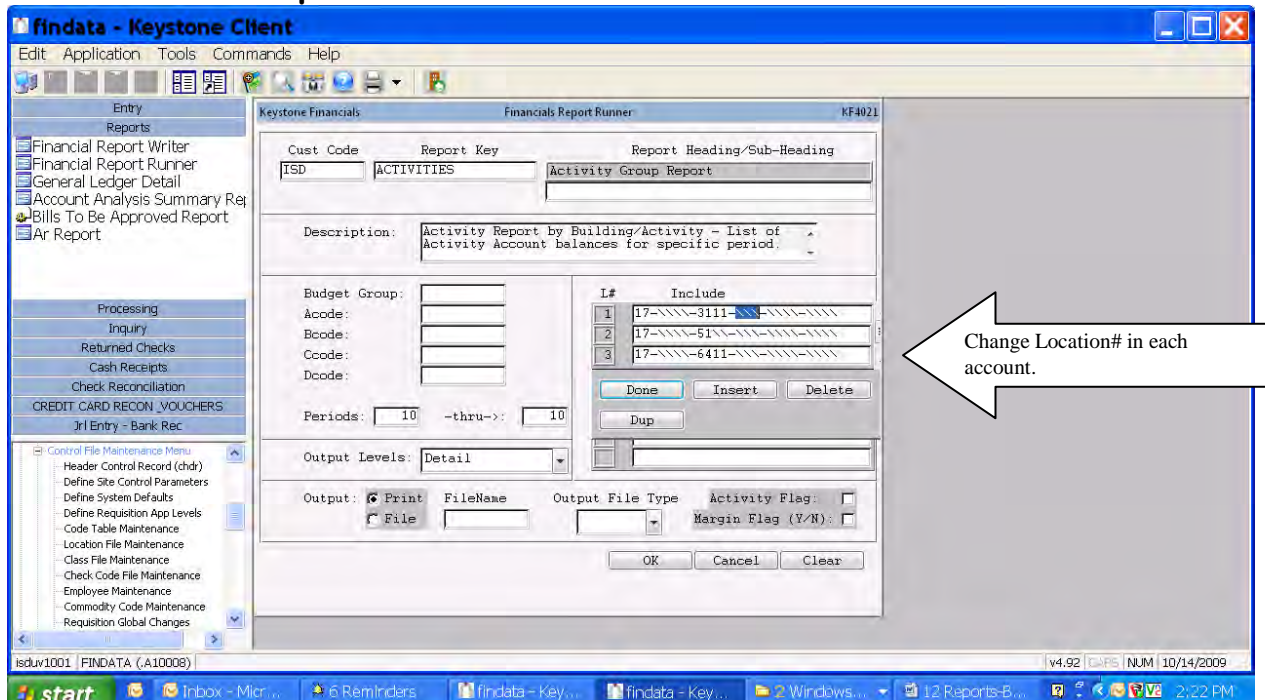 findata - Keystone Client
Edit Application Tools Commands Help
Entry
Reports
Financial Report Writer
Financial Report Runner
General Ledger Detail
Account Analysis Summary Rep
Bills To Be Approved Report
Ar Report
Processing
Inquiry
Returned Checks
Cash Receipts
Check Reconciliation
CREDIT CARD RECON _VOUCHERS
Jrl Entry - Bank Rec
Control File Maintenance Menu
Header Control Record (chdr)
Define Site Control Parameters
Define System Defaults
Define Requisition App Levels
Code Table Maintenance
Location File Maintenance
Class File Maintenance
Check Code File Maintenance
Employee Maintenance
Commodity Code Maintenance
Requisition Global Changes
Keystone Financials Financials Report Runner KF4021
Cust Code Report Key Report Heading/Sub-Heading
ISD ACTIVITIES Activity Group Report
Description: Activity Report by Building/Activity - List of
Activity Account balances for specific period.
Budget Group:
Acode:
Bcode:
Ccode:
Dcode:
Periods: 10 -thru->: 10
L# Include
1 17-\\\\-3111-\\\-\\\\-\\\\
2 17-\\\\-51\\-\\\-\\\\-\\\\
3 17-\\\\-6411-\\\-\\\\-\\\\
Done Insert Delete
Dup
Output Levels: Detail
Output: Print FileName Output File Type Activity Flag:
File Margin Flag (Y/N):
OK Cancel Clear
Change Location# in each
account.
isduv1001 FINDATA (.A10008) v4.92 CAPS NUM 10/14/2009
start Inbox - Micr... 6 Reminders findata - Key... findata - Key... 2 Windows... 12 Reports-B... 2:22 PM